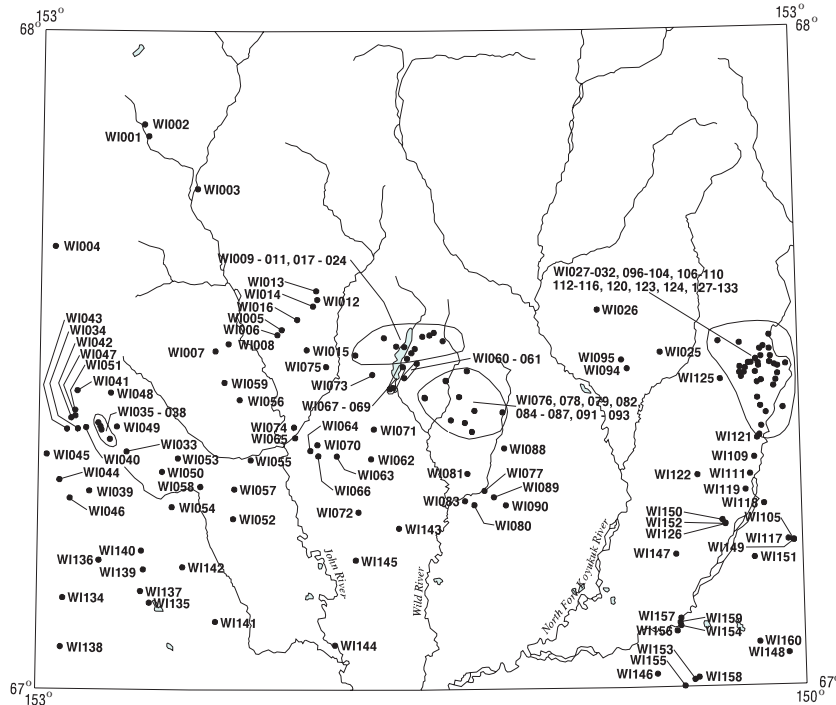 153°
153°
68°
68°
WI002
WI001
WI003
WI004
WI009 - 011, 017 - 024
WI027-032, 096-104, 106-110
112-116, 120, 123, 124, 127-133
WI013
WI014
WI012
WI016
WI005
WI006
WI008
WI007
WI015
WI026
WI025
WI095
WI094
WI125
WI043
WI034
WI042
WI047
WI051
WI041
WI048
WI035 - 038
WI049
WI033
WI040
WI045
WI044
WI039
WI046
WI053
WI050
WI058
WI054
WI059
WI056
WI055
WI057
WI052
WI075
WI073
WI060 - 061
WI067 - 069
WI076, 078, 079, 082,
084 - 087, 091 - 093
WI074
WI065
WI064
WI070
WI071
WI062
WI063
WI066
WI072
WI088
WI081
WI077
WI089
WI083
WI090
WI080
WI143
WI145
WI121
WI109
WI122
WI111
WI119
WI118
WI105
WI150
WI152
WI126
WI117
WI149
WI151
WI147
WI140
WI136
WI139
WI142
WI137
WI135
WI134
WI141
WI138
WI144
John River
Wild River
North Fork Koyukuk River
WI157
WI159
WI156
WI154
WI160
WI148
WI153
WI155
WI146
WI158
67°
67°
153°
150°